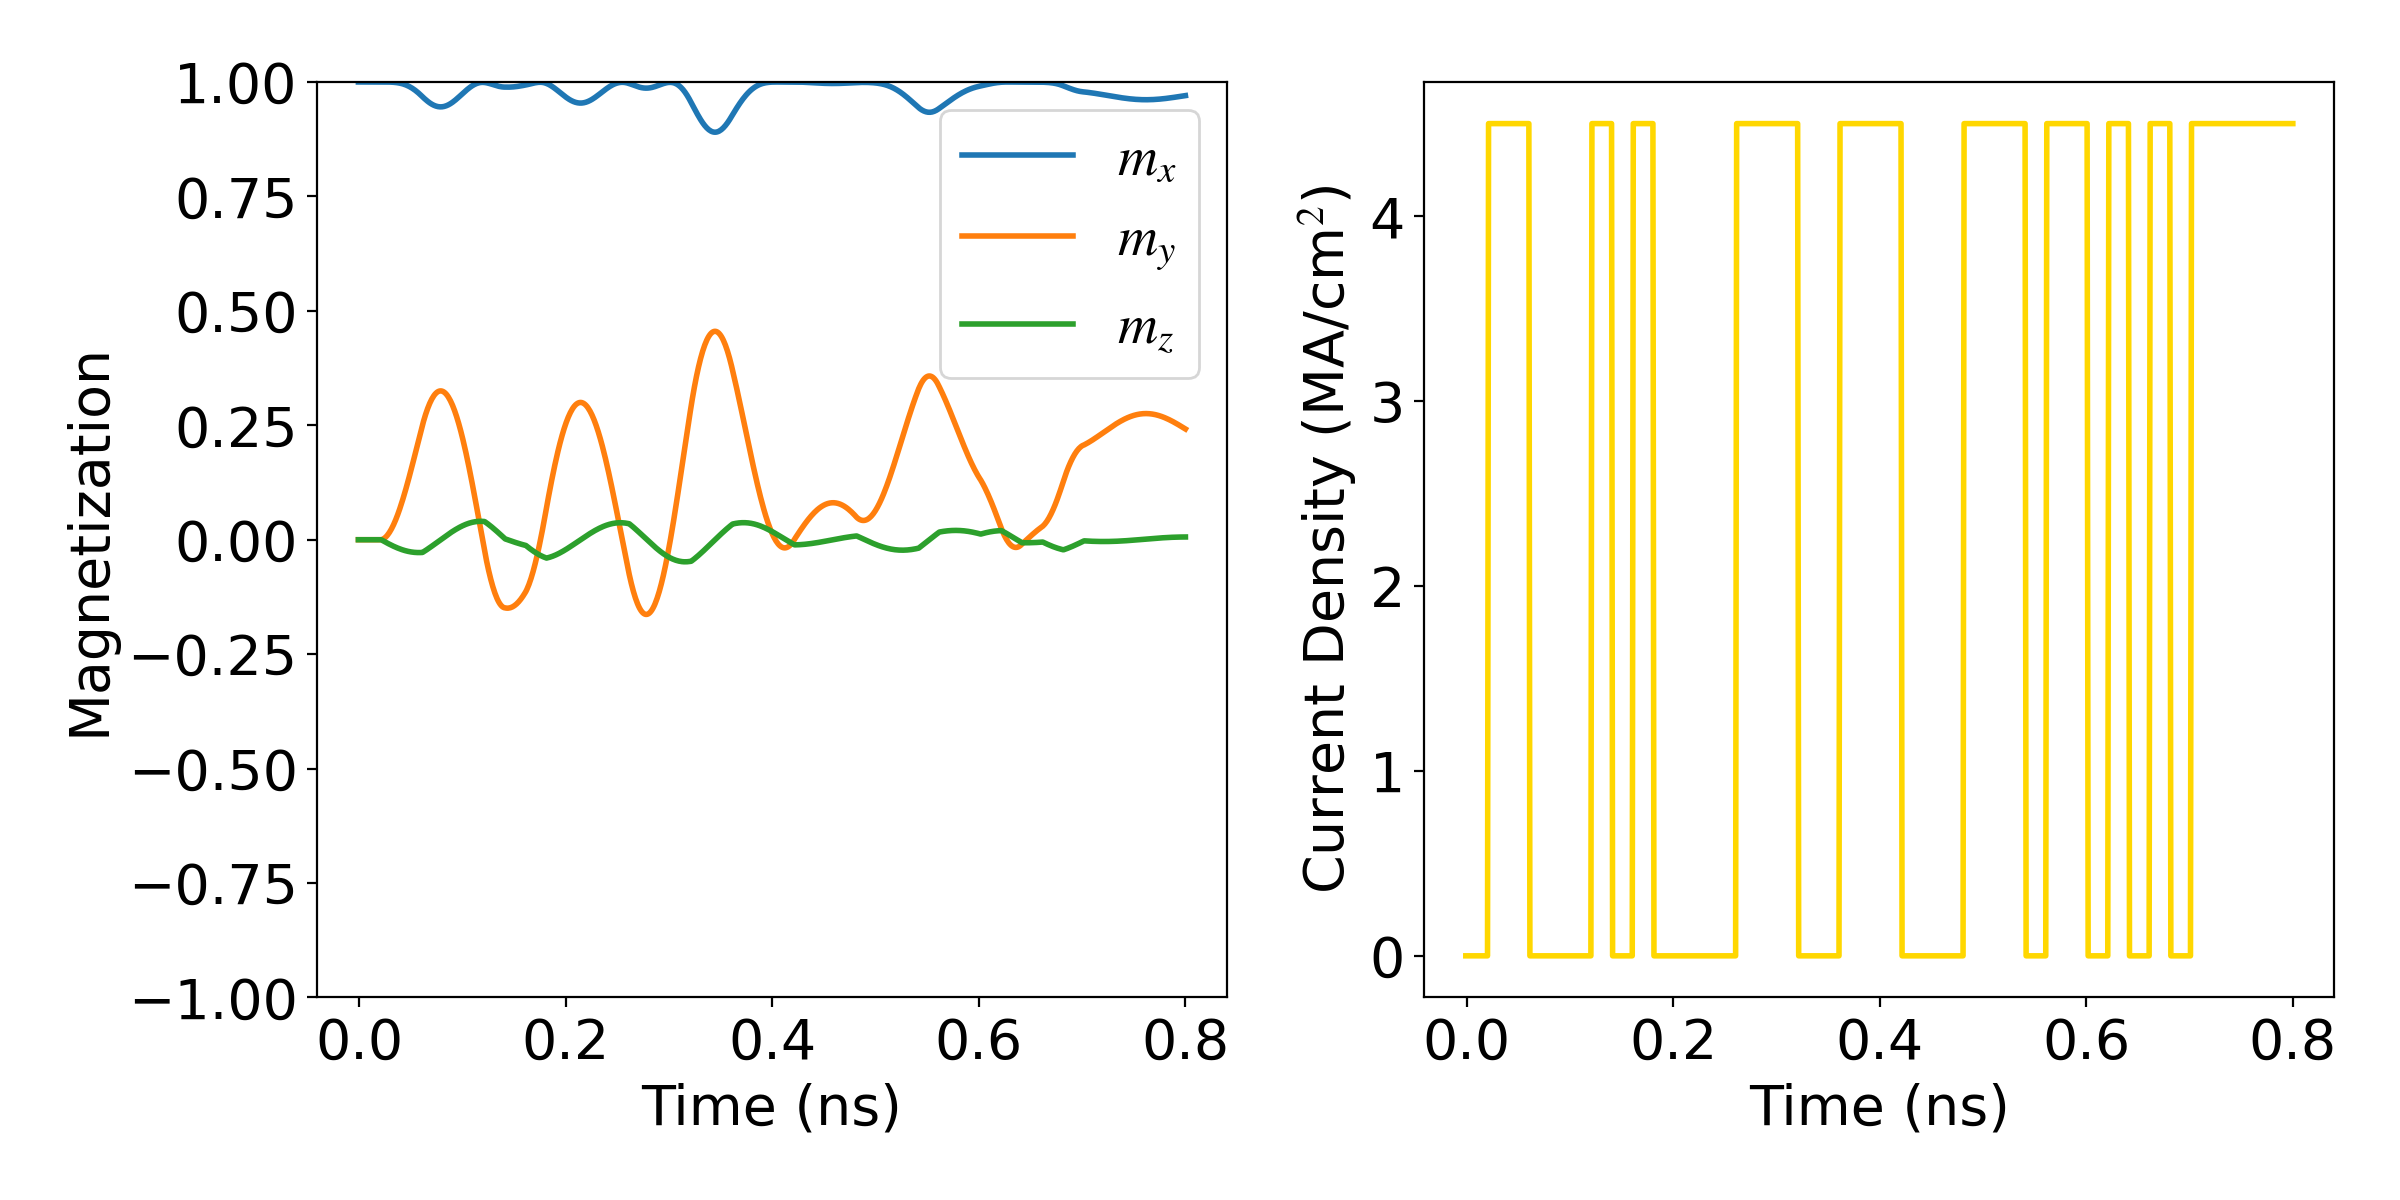 1.00
0.75
0.50
0.25
0.00
−0.25
−0.50
−0.75
−1.00
Magnetization
0.0 0.2 0.4 0.6 0.8
Time (ns)
m_x
m_y
m_z
4
3
2
1
0
Current Density (MA/cm²)
0.0 0.2 0.4 0.6 0.8
Time (ns)